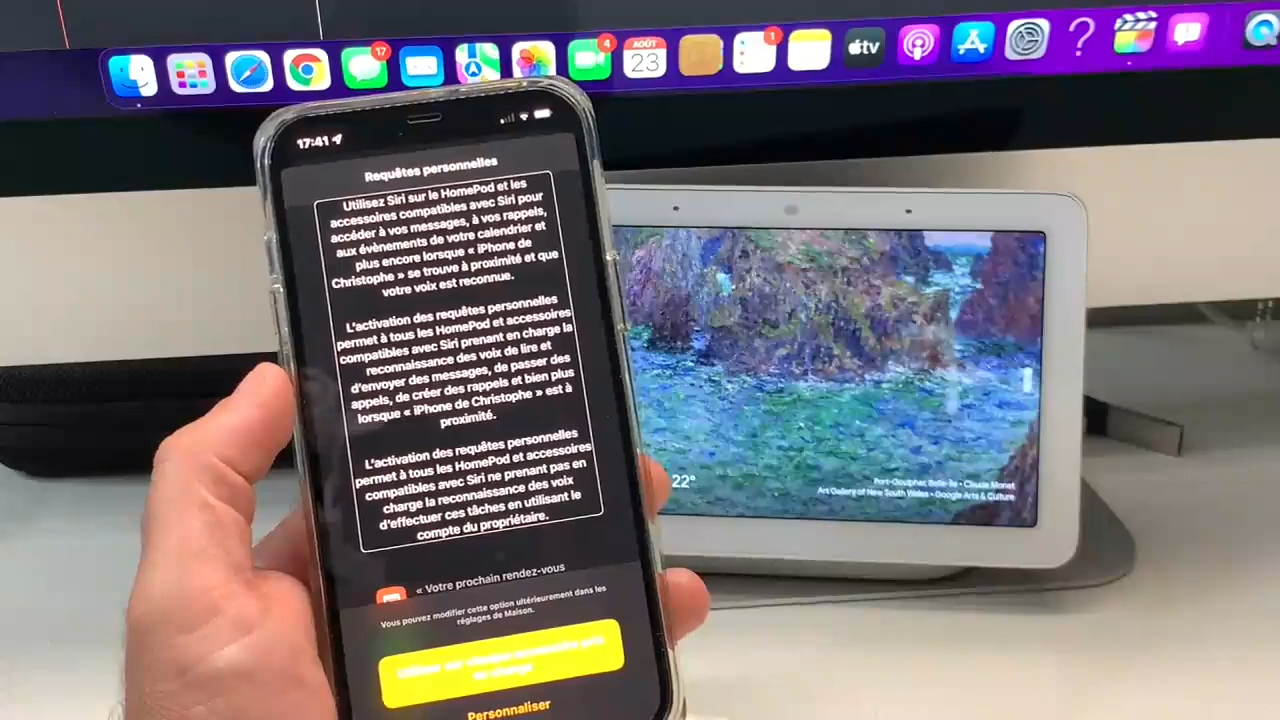 17
4
AOÛT
23
1
tv
17:41
Requêtes personnelles
Utilisez Siri sur le HomePod et les
accessoires compatibles avec Siri pour
accéder à vos messages, à vos rappels,
aux évènements de votre calendrier et
plus encore lorsque « iPhone de
Christophe » se trouve à proximité et que
votre voix est reconnue.
L'activation des requêtes personnelles
permet à tous les HomePod et accessoires
compatibles avec Siri prenant en charge la
reconnaissance des voix de lire et
d'envoyer des messages, de passer des
appels, de créer des rappels et bien plus
lorsque « iPhone de Christophe » est à
proximité.
L'activation des requêtes personnelles
permet à tous les HomePod et accessoires
compatibles avec Siri ne prenant pas en
charge la reconnaissance des voix
d'effectuer ces tâches en utilisant le
compte du propriétaire.
« Votre prochain rendez-vous
Vous pouvez modifier cette option ultérieurement dans les
réglages de Maison.
Personnaliser
22°
Port-Goulphar, Belle-Île • Claude Monet
Art Gallery of New South Wales • Google Arts & Culture